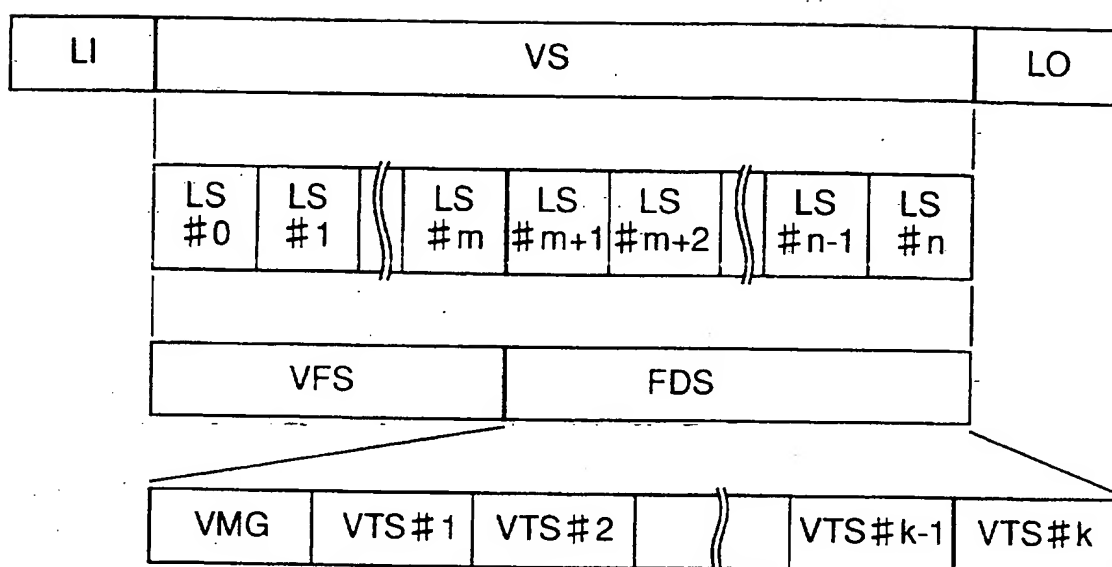 LI VS LO
LS LS LS LS LS LS LS
#0 #1 #m #m+1 #m+2 #n-1 #n
VFS FDS
VMG VTS#1 VTS#2 VTS#k-1 VTS#k